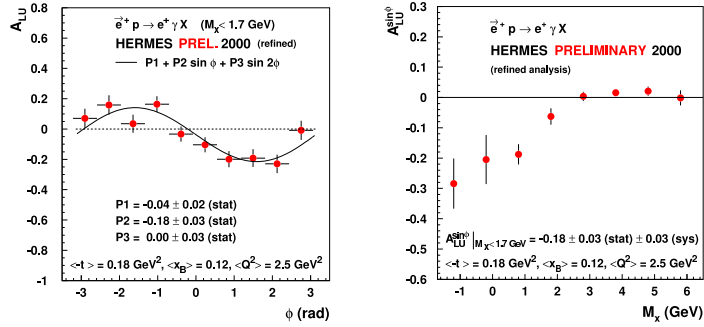 A_LU
e⃗⁺ p → e⁺ γ X (M_X< 1.7 GeV)
HERMES PREL. 2000 (refined)
P1 + P2 sin ϕ + P3 sin 2ϕ
0.6
0.4
0.2
0
-0.2
-0.4
-0.6
-0.8
-1
P1 = -0.04 ± 0.02 (stat)
P2 = -0.18 ± 0.03 (stat)
P3 = 0.00 ± 0.03 (stat)
<-t> = 0.18 GeV², <x_B> = 0.12, <Q²> = 2.5 GeV²
-3 -2 -1 0 1 2 3
ϕ (rad)
A_LU^sinϕ
e⃗⁺ p → e⁺ γ X
HERMES PRELIMINARY 2000
(refined analysis)
0.3
0.2
0.1
0
-0.1
-0.2
-0.3
-0.4
-0.5
-0.6
A_LU^sinϕ|M_X<1.7 GeV = -0.18 ± 0.03 (stat) ± 0.03 (sys)
<-t> = 0.18 GeV², <x_B> = 0.12, <Q²> = 2.5 GeV²
-1 0 1 2 3 4 5 6
M_x (GeV)